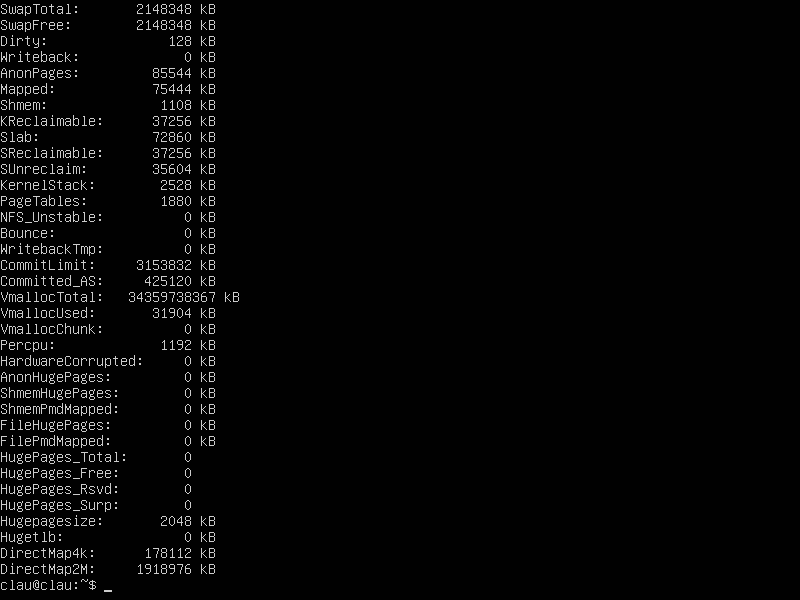 SwapTotal:       2148348 kB
SwapFree:        2148348 kB
Dirty:               128 kB
Writeback:             0 kB
AnonPages:         85544 kB
Mapped:            75444 kB
Shmem:              1108 kB
KReclaimable:      37256 kB
Slab:              72860 kB
SReclaimable:      37256 kB
SUnreclaim:        35604 kB
KernelStack:        2528 kB
PageTables:         1880 kB
NFS_Unstable:          0 kB
Bounce:                0 kB
WritebackTmp:          0 kB
CommitLimit:     3153832 kB
Committed_AS:     425120 kB
VmallocTotal:   34359738367 kB
VmallocUsed:       31904 kB
VmallocChunk:          0 kB
Percpu:             1192 kB
HardwareCorrupted:     0 kB
AnonHugePages:         0 kB
ShmemHugePages:        0 kB
ShmemPmdMapped:        0 kB
FileHugePages:         0 kB
FilePmdMapped:         0 kB
HugePages_Total:       0
HugePages_Free:        0
HugePages_Rsvd:        0
HugePages_Surp:        0
Hugepagesize:       2048 kB
Hugetlb:               0 kB
DirectMap4k:      178112 kB
DirectMap2M:     1918976 kB
clau@clau:~$ _